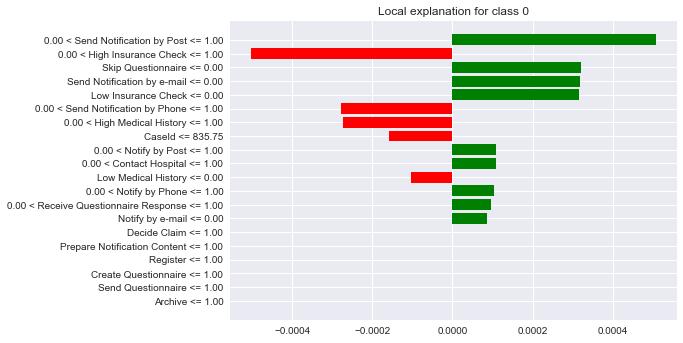 Local explanation for class 0
0.00 < Send Notification by Post <= 1.00
0.00 < High Insurance Check <= 1.00
Skip Questionnaire <= 0.00
Send Notification by e-mail <= 0.00
Low Insurance Check <= 0.00
0.00 < Send Notification by Phone <= 1.00
0.00 < High Medical History <= 1.00
CaseId <= 835.75
0.00 < Notify by Post <= 1.00
0.00 < Contact Hospital <= 1.00
Low Medical History <= 0.00
0.00 < Notify by Phone <= 1.00
0.00 < Receive Questionnaire Response <= 1.00
Notify by e-mail <= 0.00
Decide Claim <= 1.00
Prepare Notification Content <= 1.00
Register <= 1.00
Create Questionnaire <= 1.00
Send Questionnaire <= 1.00
Archive <= 1.00
−0.0004 −0.0002 0.0000 0.0002 0.0004